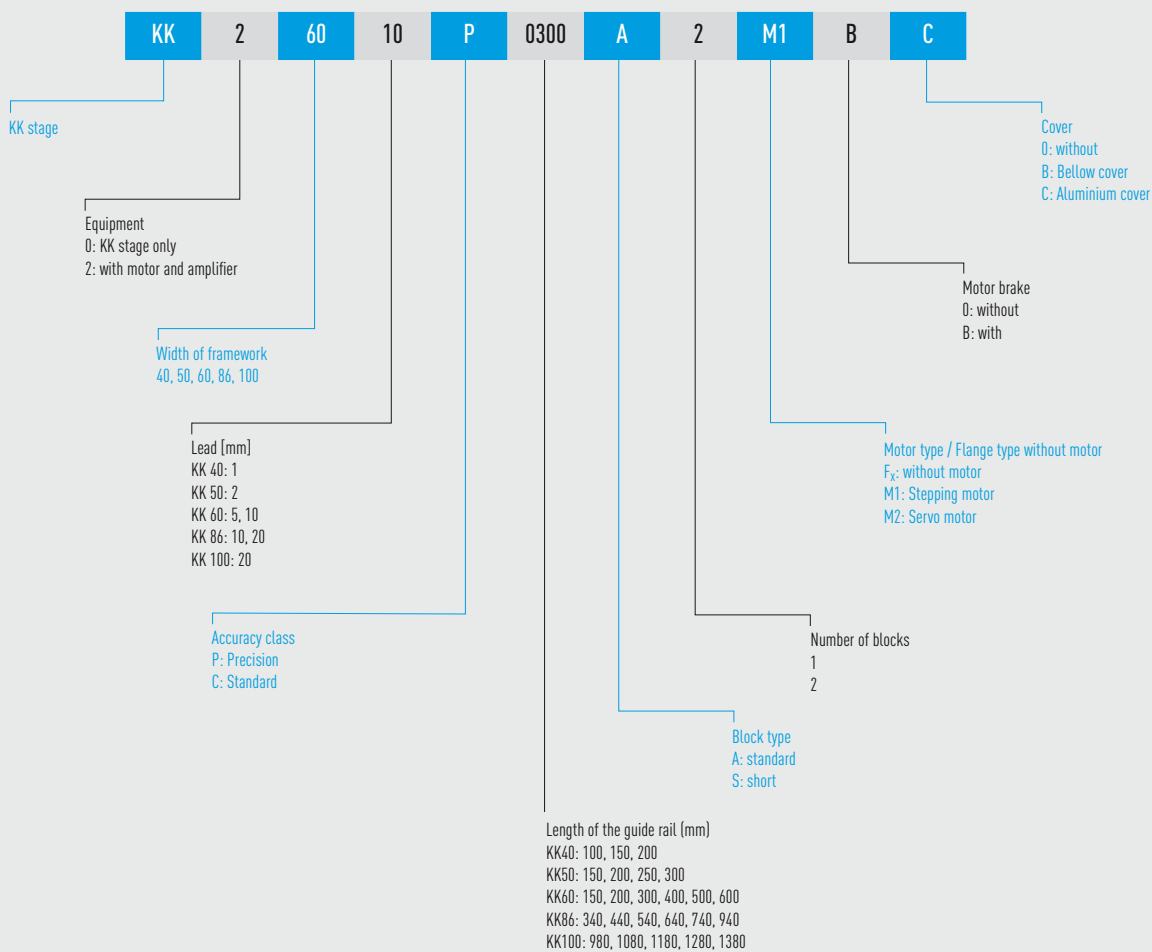 KK 2 60 10 P 0300 A 2 M1 B C
KK stage
Equipment
0: KK stage only
2: with motor and amplifier
Width of framework
40, 50, 60, 86, 100
Lead [mm]
KK 40: 1
KK 50: 2
KK 60: 5, 10
KK 86: 10, 20
KK 100: 20
Accuracy class
P: Precision
C: Standard
Length of the guide rail (mm)
KK40: 100, 150, 200
KK50: 150, 200, 250, 300
KK60: 150, 200, 300, 400, 500, 600
KK86: 340, 440, 540, 640, 740, 940
KK100: 980, 1080, 1180, 1280, 1380
Block type
A: standard
S: short
Number of blocks
1
2
Motor type / Flange type without motor
Fx: without motor
M1: Stepping motor
M2: Servo motor
Motor brake
0: without
B: with
Cover
0: without
B: Bellow cover
C: Aluminium cover